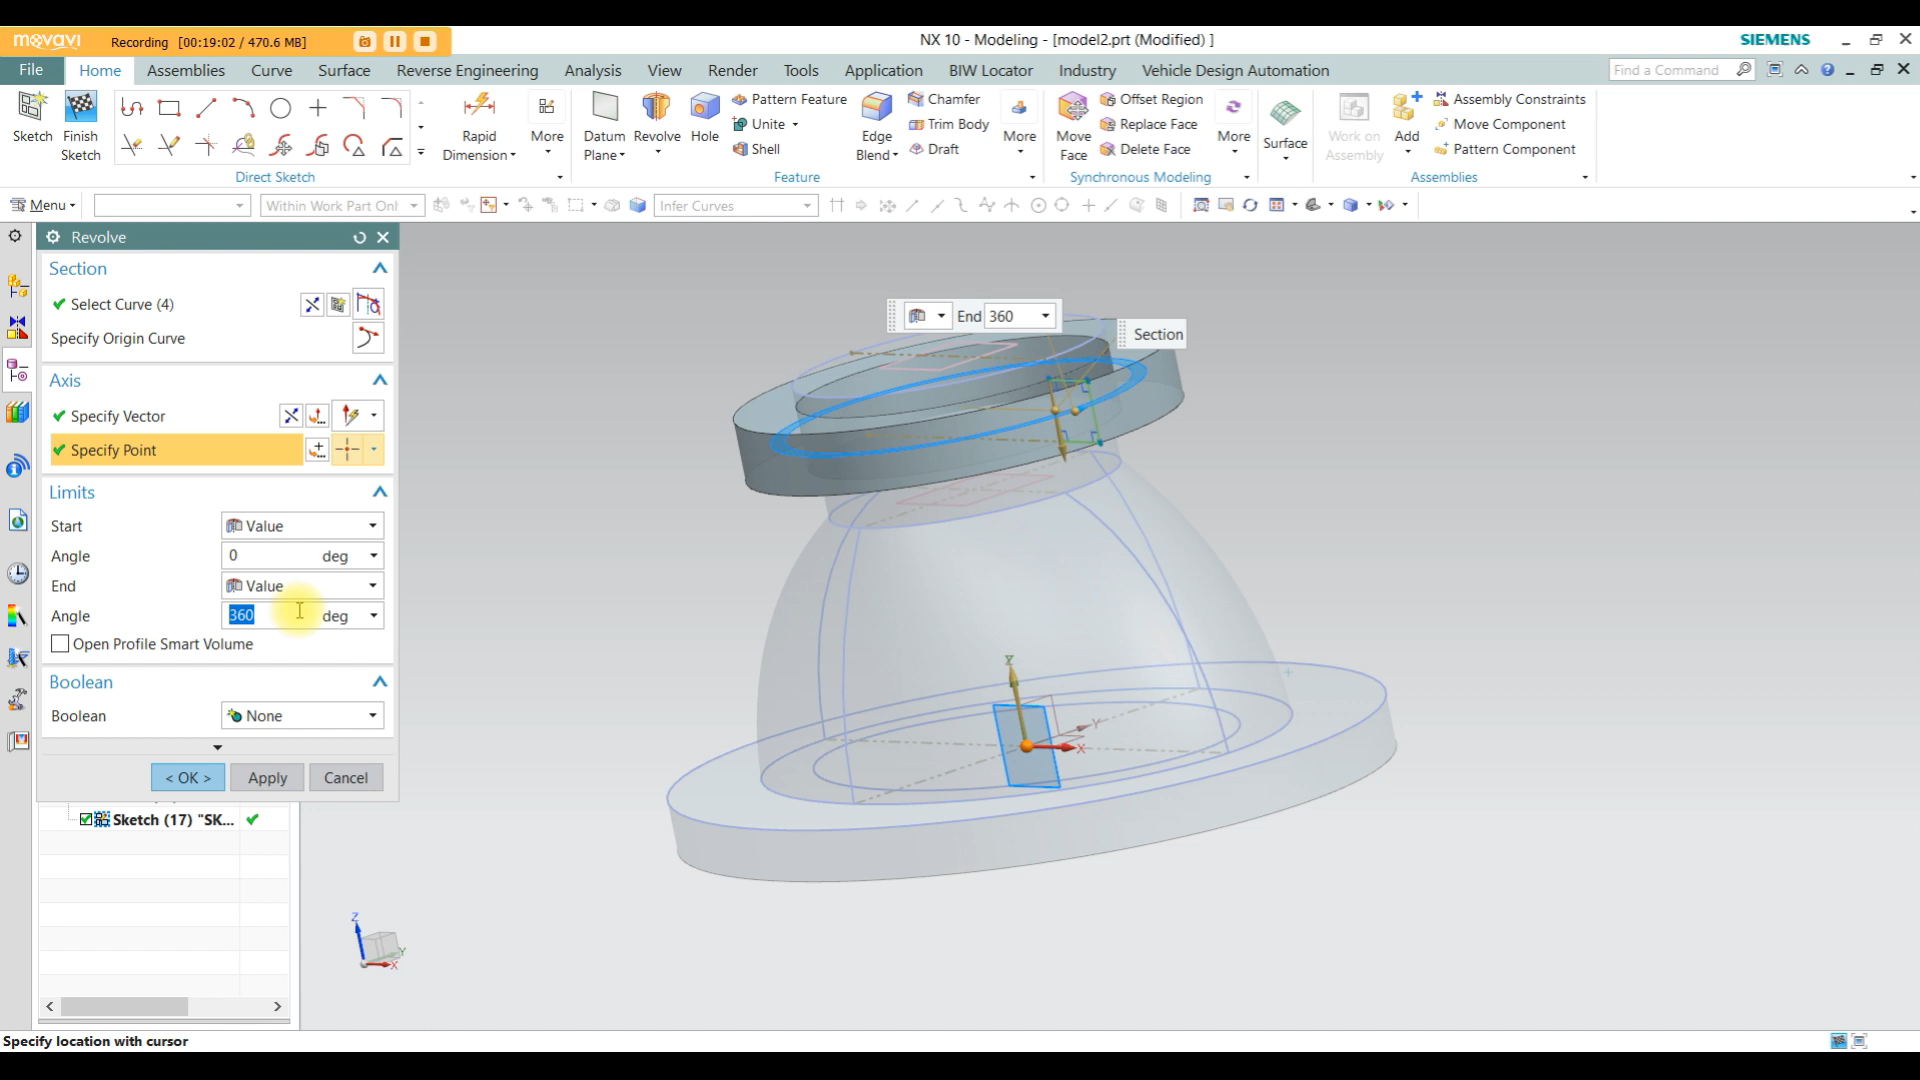 movavi
Recording [00:19:02 / 470.6 MB]
NX 10 - Modeling - [model2.prt (Modified) ]
SIEMENS
File
Home
Assemblies
Curve
Surface
Reverse Engineering
Analysis
View
Render
Tools
Application
BIW Locator
Industry
Vehicle Design Automation
Find a Command
Sketch
Finish
Sketch
Rapid
Dimension
More
Datum
Plane
Revolve
Hole
Pattern Feature
Unite
Shell
Edge
Blend
Chamfer
Trim Body
Draft
More
Move
Face
Offset Region
Replace Face
Delete Face
More
Surface
Work on
Assembly
Add
Assembly Constraints
Move Component
Pattern Component
Direct Sketch
Feature
Synchronous Modeling
Assemblies
Menu
Within Work Part Onl
Infer Curves
Revolve
Section
Select Curve (4)
Specify Origin Curve
Axis
Specify Vector
Specify Point
Limits
Start
Value
Angle
0
deg
End
Value
Angle
360
deg
Open Profile Smart Volume
Boolean
Boolean
None
< OK >
Apply
Cancel
Sketch (17) "SK...
End 360
Section
Z
Y
X
Z
Y
X
Specify location with cursor